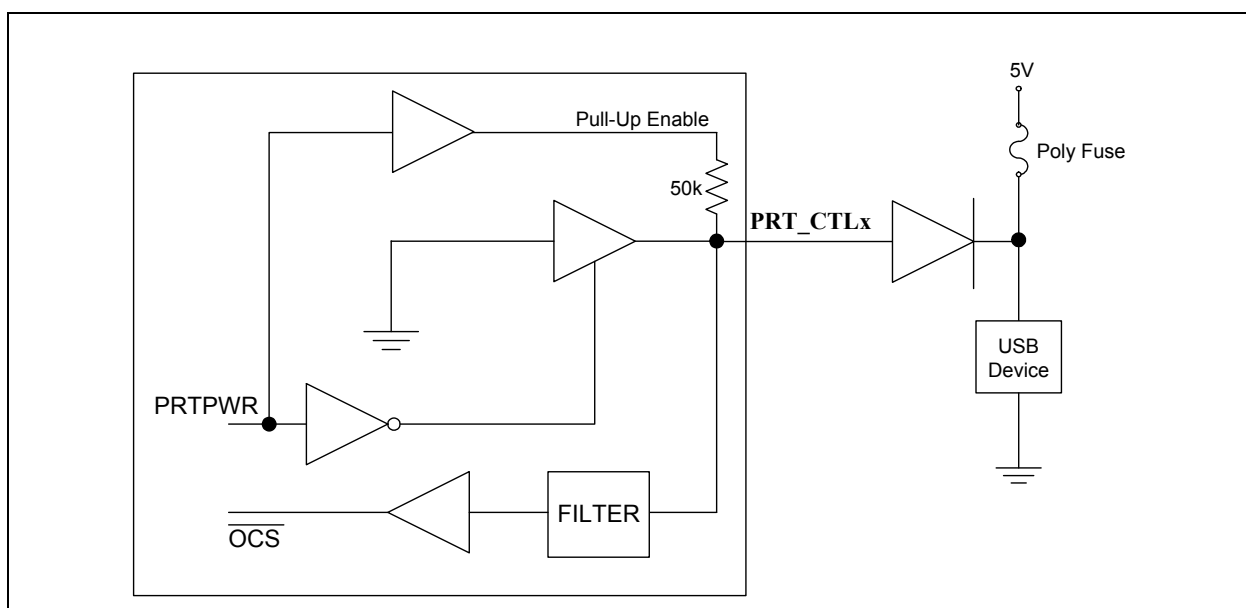 5V
Poly Fuse
Pull-Up Enable
50k
PRT_CTLx
USB
Device
PRTPWR
FILTER
OCS